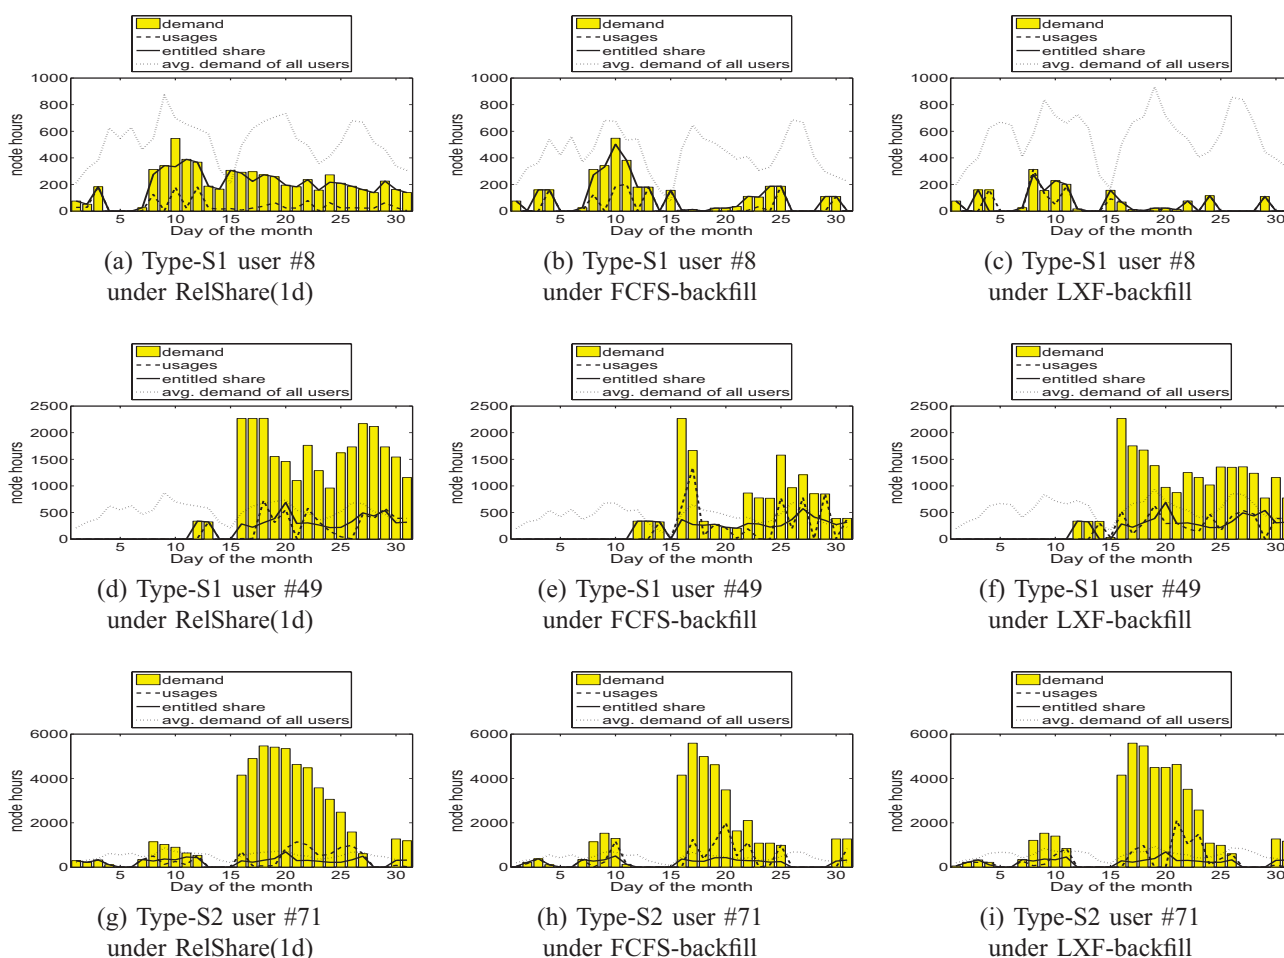 demand
usages
entitled share
avg. demand of all users
1000
800
600
400
200
0
node hours
5 10 15 20 25 30
Day of the month
(a) Type-S1 user #8
under RelShare(1d)
demand
usages
entitled share
avg. demand of all users
1000
800
600
400
200
0
node hours
5 10 15 20 25 30
Day of the month
(b) Type-S1 user #8
under FCFS-backfill
demand
usages
entitled share
avg. demand of all users
1000
800
600
400
200
0
node hours
5 10 15 20 25 30
Day of the month
(c) Type-S1 user #8
under LXF-backfill
demand
usages
entitled share
avg. demand of all users
2500
2000
1500
1000
500
0
node hours
5 10 15 20 25 30
Day of the month
(d) Type-S1 user #49
under RelShare(1d)
demand
usages
entitled share
avg. demand of all users
2500
2000
1500
1000
500
0
node hours
5 10 15 20 25 30
Day of the month
(e) Type-S1 user #49
under FCFS-backfill
demand
usages
entitled share
avg. demand of all users
2500
2000
1500
1000
500
0
node hours
5 10 15 20 25 30
Day of the month
(f) Type-S1 user #49
under LXF-backfill
demand
usages
entitled share
avg. demand of all users
6000
4000
2000
0
node hours
5 10 15 20 25 30
Day of the month
(g) Type-S2 user #71
under RelShare(1d)
demand
usages
entitled share
avg. demand of all users
6000
4000
2000
0
node hours
5 10 15 20 25 30
Day of the month
(h) Type-S2 user #71
under FCFS-backfill
demand
usages
entitled share
avg. demand of all users
6000
4000
2000
0
node hours
5 10 15 20 25 30
Day of the month
(i) Type-S2 user #71
under LXF-backfill